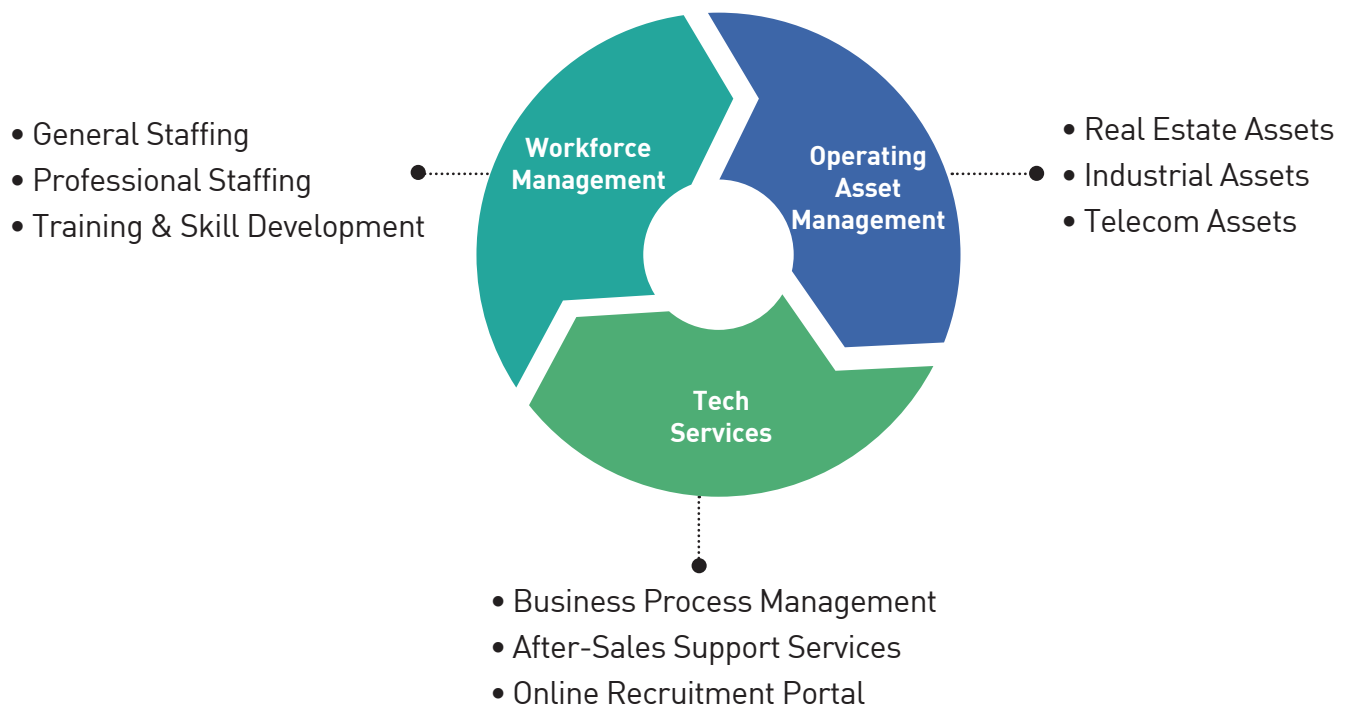 Workforce
Management
• General Staffing
• Professional Staffing
• Training & Skill Development
Operating
Asset
Management
• Real Estate Assets
• Industrial Assets
• Telecom Assets
Tech
Services
• Business Process Management
• After-Sales Support Services
• Online Recruitment Portal